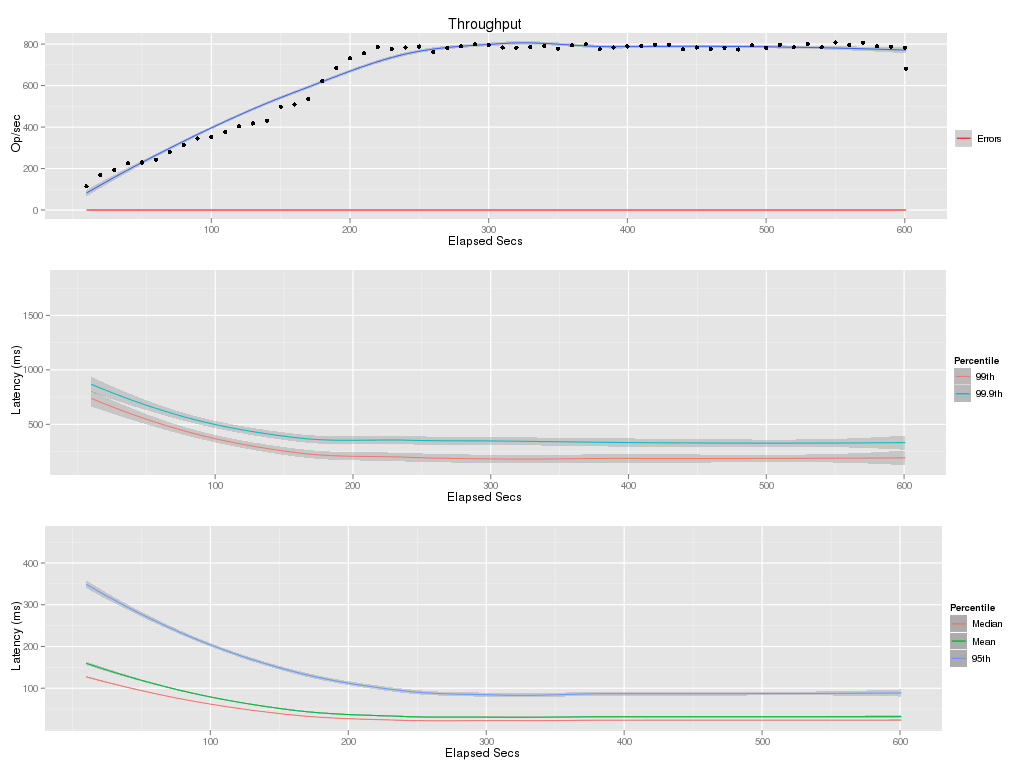 Throughput
800
600
400
200
0
Op/sec
100 200 300 400 500 600
Elapsed Secs
Errors
1500
1000
500
Latency (ms)
100 200 300 400 500 600
Elapsed Secs
Percentile
99th
99.9th
400
300
200
100
Latency (ms)
100 200 300 400 500 600
Elapsed Secs
Percentile
Median
Mean
95th